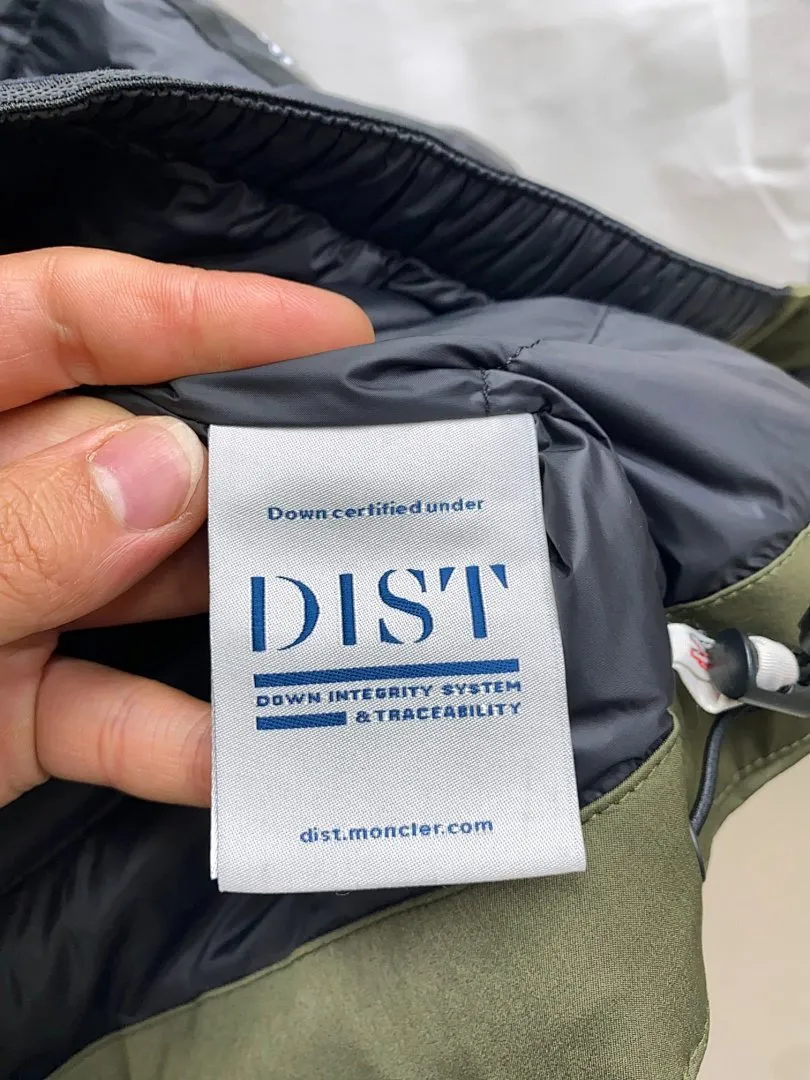 Down certified under
DIST
DOWN INTEGRITY SYSTEM
& TRACEABILITY
dist.moncler.com